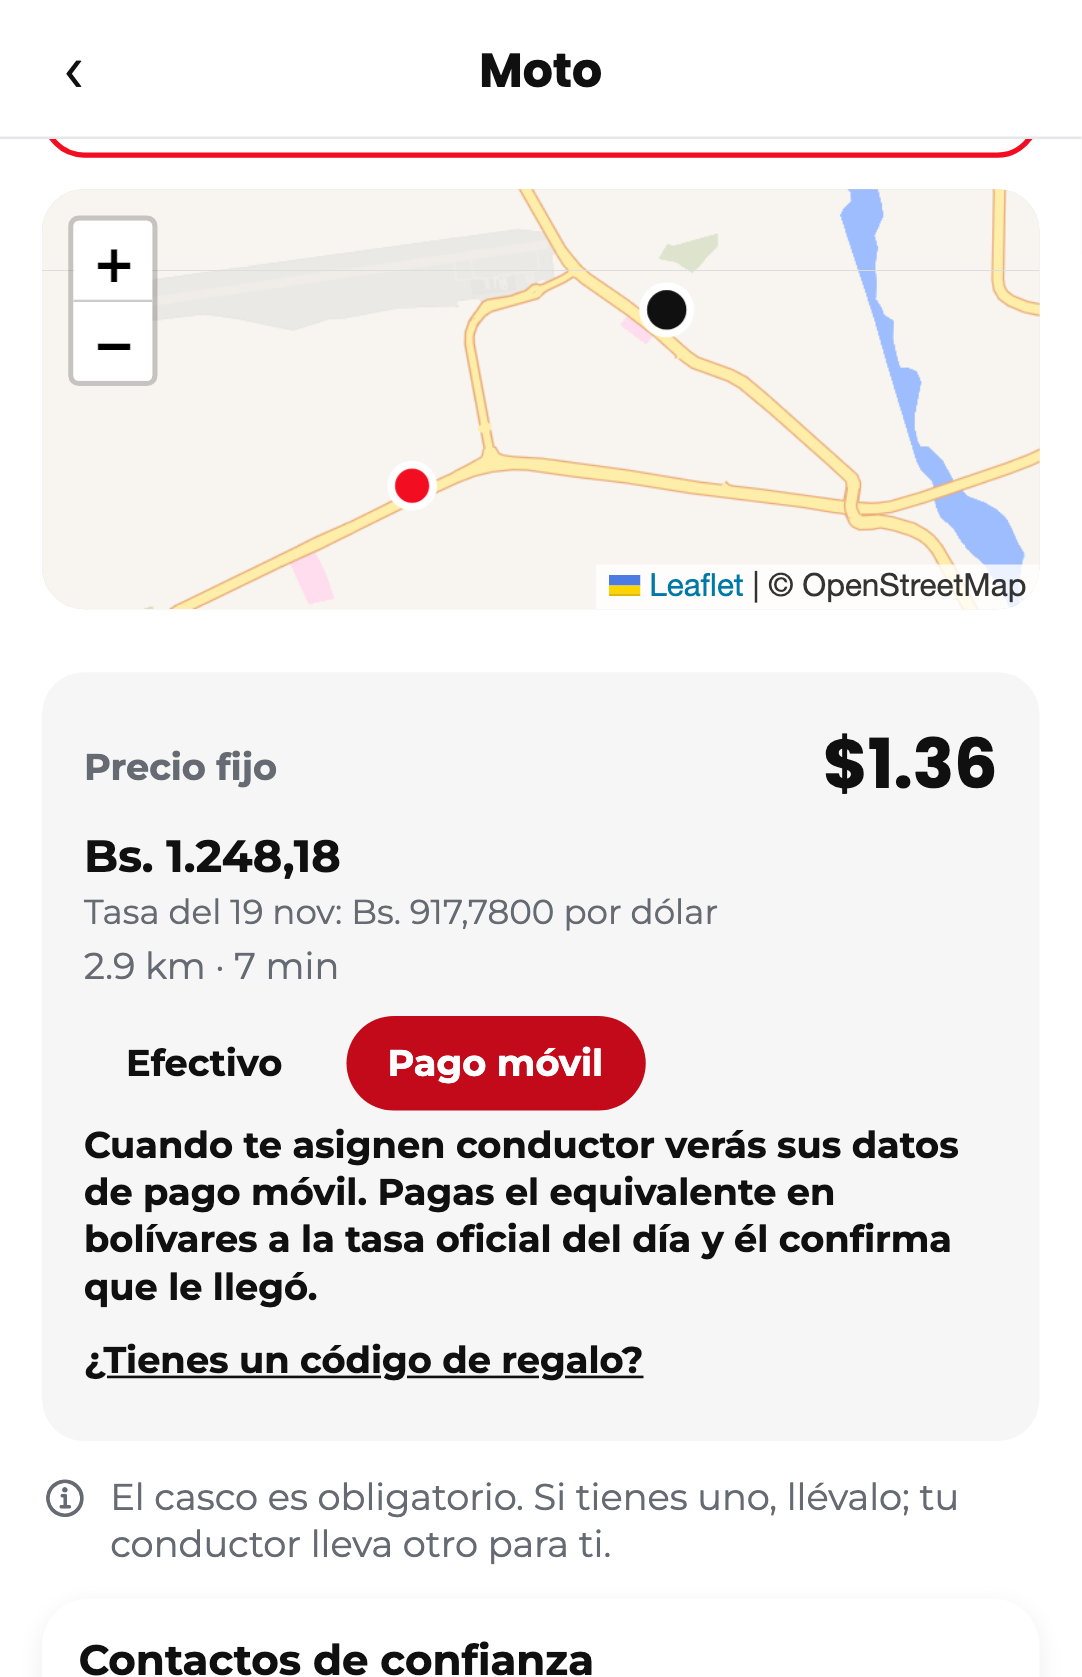 Moto
+
−
Leaflet | © OpenStreetMap
Precio fijo
$1.36
Bs. 1.248,18
Tasa del 19 nov: Bs. 917,7800 por dólar
2.9 km · 7 min
Efectivo
Pago móvil
Cuando te asignen conductor verás sus datos
de pago móvil. Pagas el equivalente en
bolívares a la tasa oficial del día y él confirma
que le llegó.
¿Tienes un código de regalo?
El casco es obligatorio. Si tienes uno, llévalo; tu
conductor lleva otro para ti.
Contactos de confianza